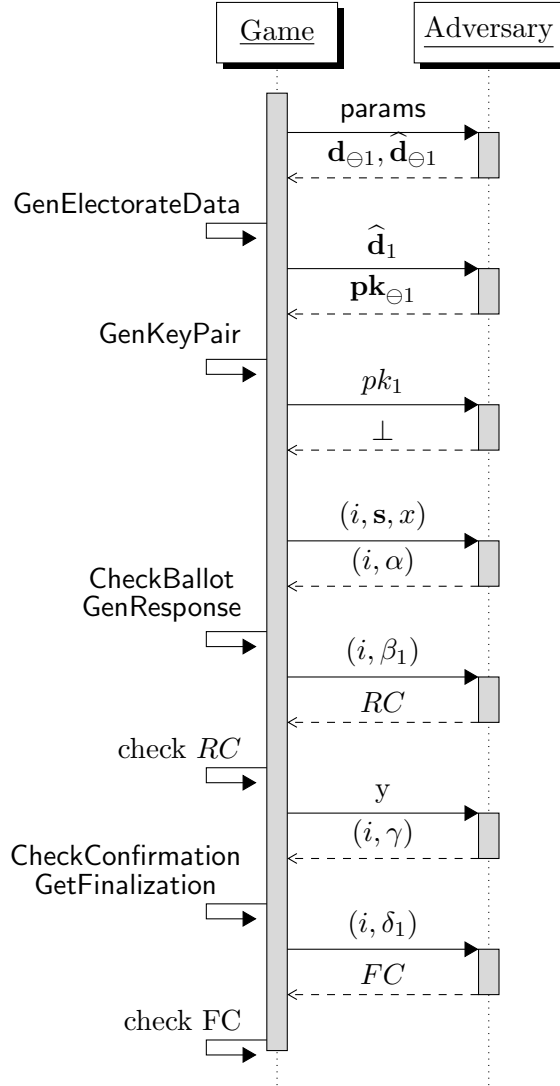 Game
Adversary
params
𝐝⊖1, 𝐝̂⊖1
GenElectorateData
𝐝̂1
𝐩𝐤⊖1
GenKeyPair
pk1
⊥
(i, 𝐬, x)
(i, α)
CheckBallot
GenResponse
(i, β1)
RC
check RC
y
(i, γ)
CheckConfirmation
GetFinalization
(i, δ1)
FC
check FC